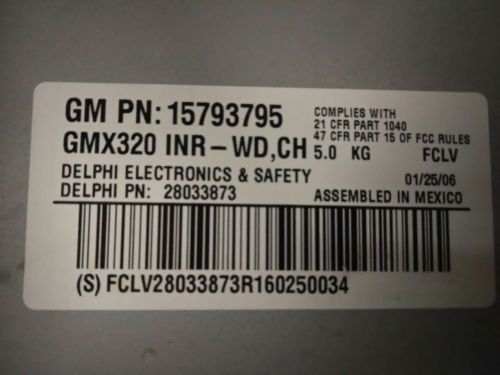 GM PN: 15793795
GMX320 INR-WD,CH
COMPLIES WITH
21 CFR PART 1040
47 CFR PART 15 OF FCC RULES
5.0 KG FCLV
DELPHI ELECTRONICS & SAFETY 01/25/06
DELPHI PN: 28033873 ASSEMBLED IN MEXICO
(S) FCLV28033873R160250034